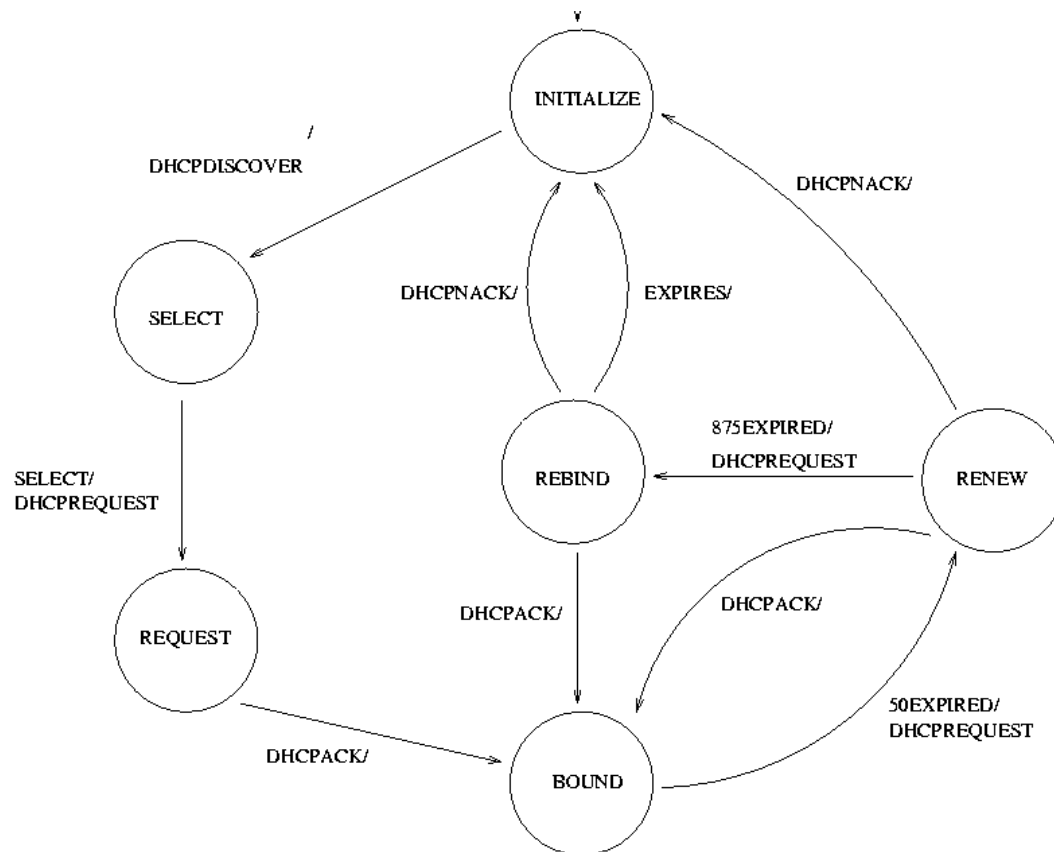 INITIALIZE
/
DHCPDISCOVER
DHCPNACK/
DHCPNACK/
EXPIRES/
SELECT
875EXPIRED/
DHCPREQUEST
REBIND
RENEW
SELECT/
DHCPREQUEST
DHCPACK/
DHCPACK/
REQUEST
50EXPIRED/
DHCPREQUEST
DHCPACK/
BOUND